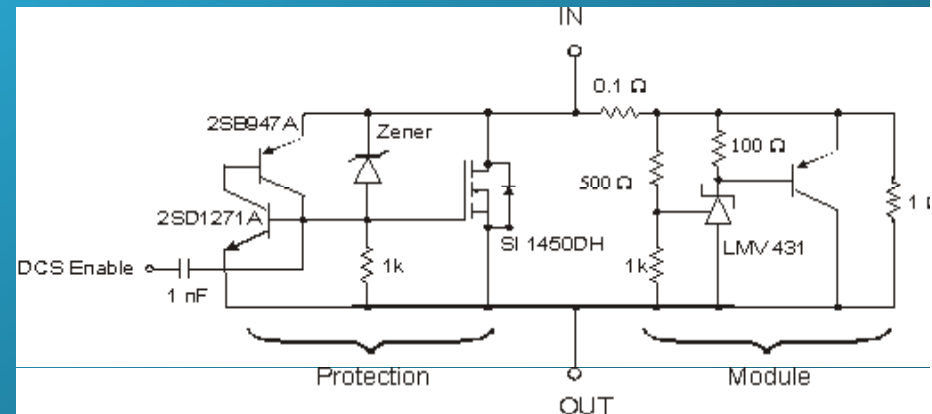 IN
0.1 Ω
2SB947A
Zener
100 Ω
500 Ω
1 Ω
2SD1271A
SI 1450DH
LMV 431
DCS Enable
1k
1k
1 nF
Protection
Module
OUT